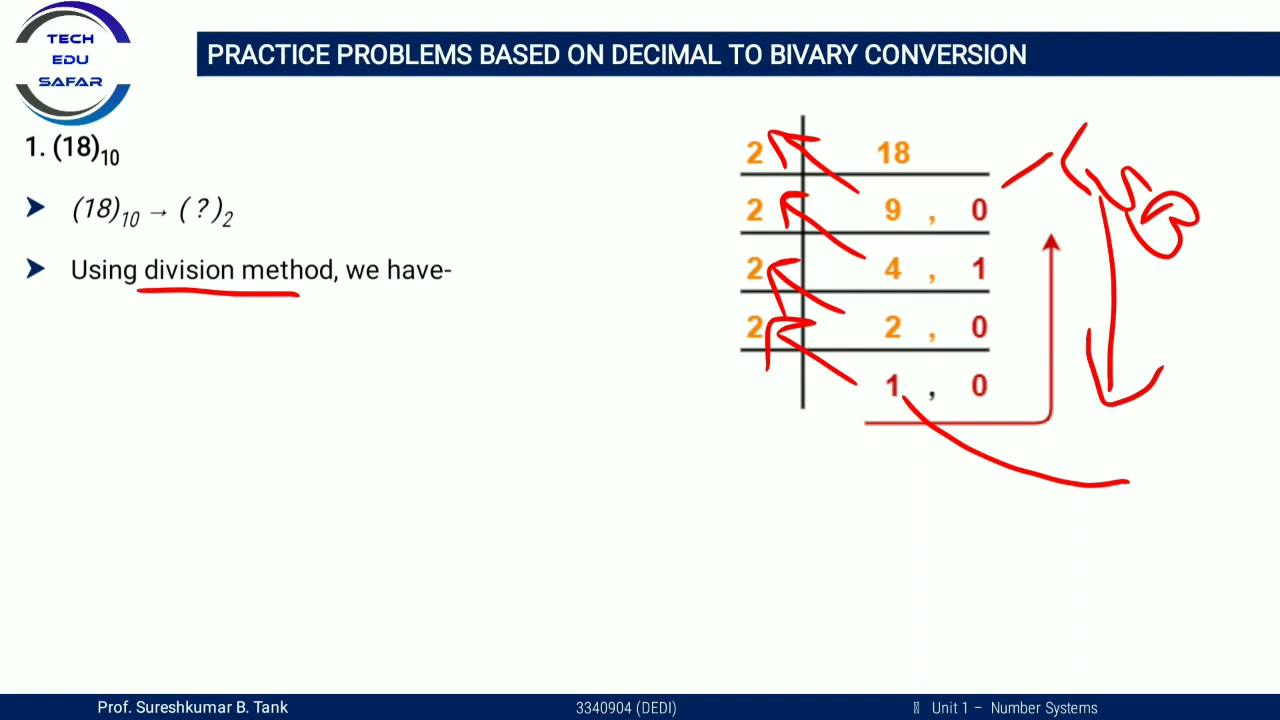 TECH
EDU
SAFAR
PRACTICE PROBLEMS BASED ON DECIMAL TO BIVARY CONVERSION
1. (18)10
➤ (18)10 → ( ? )2
➤ Using division method, we have-
2 18
2 9 , 0
2 4 , 1
2 2 , 0
1 , 0
LSB
Prof. Sureshkumar B. Tank
3340904 (DEDI)
Unit 1 – Number Systems